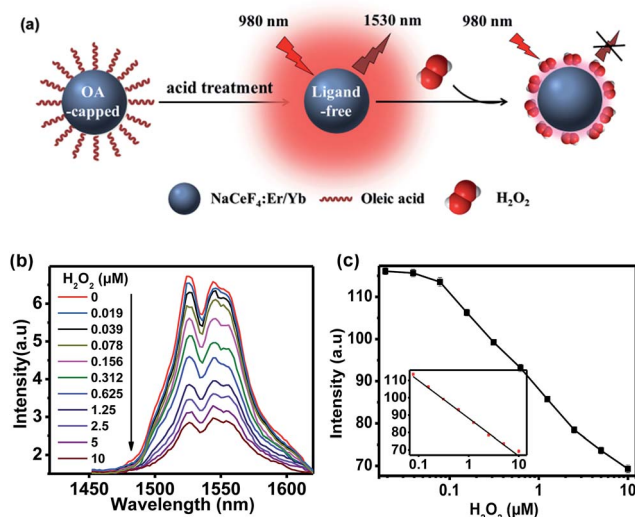 (a)
980 nm
1530 nm
980 nm
OA
-capped
acid treatment
Ligand
-free
NaCeF₄:Er/Yb
Oleic acid
H₂O₂
(b)
H₂O₂ (μM)
0
0.019
0.039
0.078
0.156
0.312
0.625
1.25
2.5
5
10
Intensity(a.u)
6
5
4
3
2
1450
1500
1550
1600
Wavelength (nm)
(c)
Intensity (a.u)
110
100
90
80
70
110
100
90
80
70
0.1
1
10
0.1
1
10
H₂O₂ (μM)